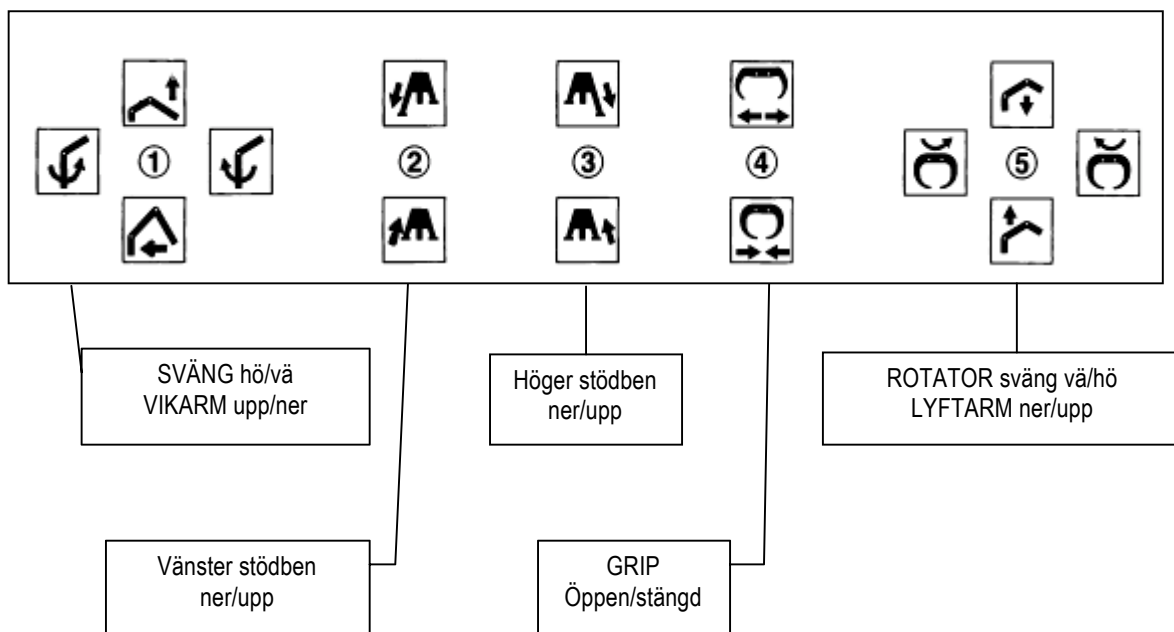 ① ② ③ ④ ⑤
SVÄNG hö/vä
VIKARM upp/ner
Höger stödben
ner/upp
ROTATOR sväng vä/hö
LYFTARM ner/upp
Vänster stödben
ner/upp
GRIP
Öppen/stängd